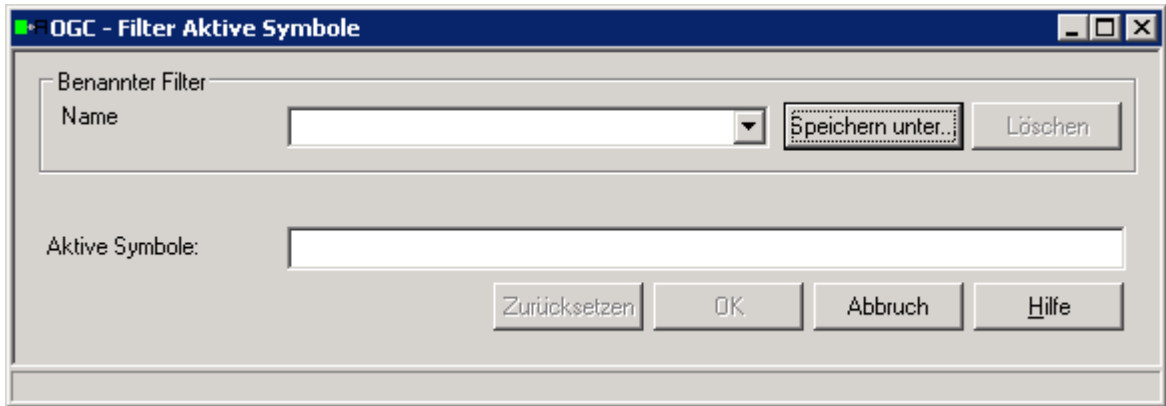 OGC - Filter Aktive Symbole
Benannter Filter
Name
Speichern unter...
Löschen
Aktive Symbole:
Zurücksetzen
OK
Abbruch
Hilfe